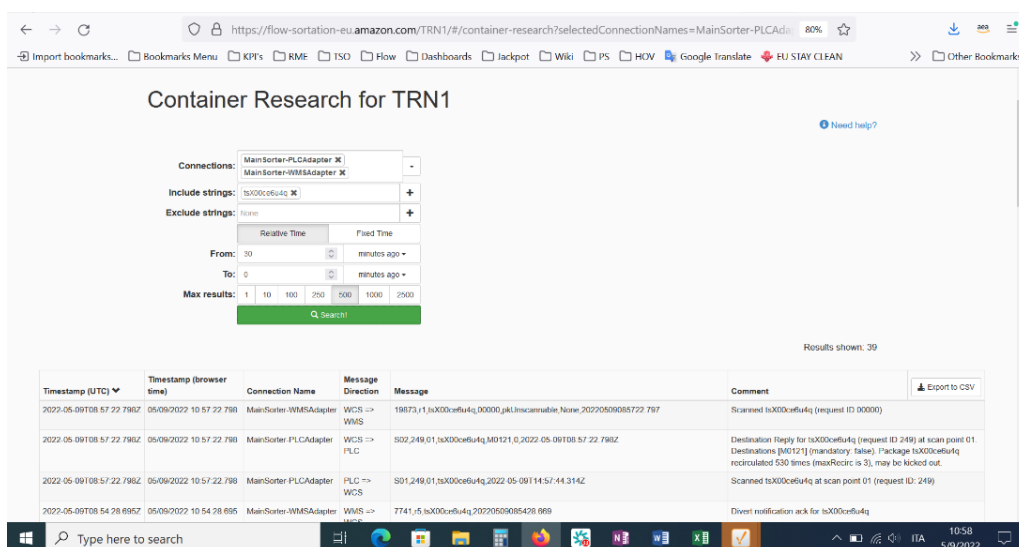 https://flow-sortation-eu.amazon.com/TRN1/#/container-research?selectedConnectionNames=MainSorter-PLCAda 80%
Import bookmarks... Bookmarks Menu KPI's RME TSO Flow Dashboards Jackpot Wiki PS HOV Google Translate EU STAY CLEAN Other Bookmarks
Container Research for TRN1
Need help?
Connections: MainSorter-PLCAdapter
MainSorter-WMSAdapter
Include strings: tsX00ce6u4q
Exclude strings: None
Relative Time Fixed Time
From: 30 minutes ago
To: 0 minutes ago
Max results: 1 10 100 250 500 1000 2500
Search!
Results shown: 39
Timestamp (UTC) Timestamp (browser time) Connection Name Message Direction Message Comment Export to CSV
2022-05-09T08:57:22.798Z 05/09/2022 10:57:22.798 MainSorter-WMSAdapter WCS => WMS 19873,r1,tsX00ce6u4q,00000,pkUnscannable,None,20220509085722.797 Scanned tsX00ce6u4q (request ID 00000)
2022-05-09T08:57:22.798Z 05/09/2022 10:57:22.798 MainSorter-PLCAdapter WCS => PLC S02,249,01,tsX00ce6u4q,M0121,0,2022-05-09T08:57:22.798Z Destination Reply for tsX00ce6u4q (request ID 249) at scan point 01. Destinations [M0121] (mandatory: false). Package tsX00ce6u4q recirculated 530 times (maxRecirc is 3), may be kicked out.
2022-05-09T08:57:22.798Z 05/09/2022 10:57:22.798 MainSorter-PLCAdapter PLC => WCS S01,249,01,tsX00ce6u4q,2022-05-09T14:57:44.314Z Scanned tsX00ce6u4q at scan point 01 (request ID: 249)
2022-05-09T08:54:28.695Z 05/09/2022 10:54:28.695 MainSorter-WMSAdapter WMS => WCS 7741,r5,tsX00ce6u4q,20220509085428.669 Divert notification ack for tsX00ce6u4q
Type here to search ITA 10:58
5/9/2022